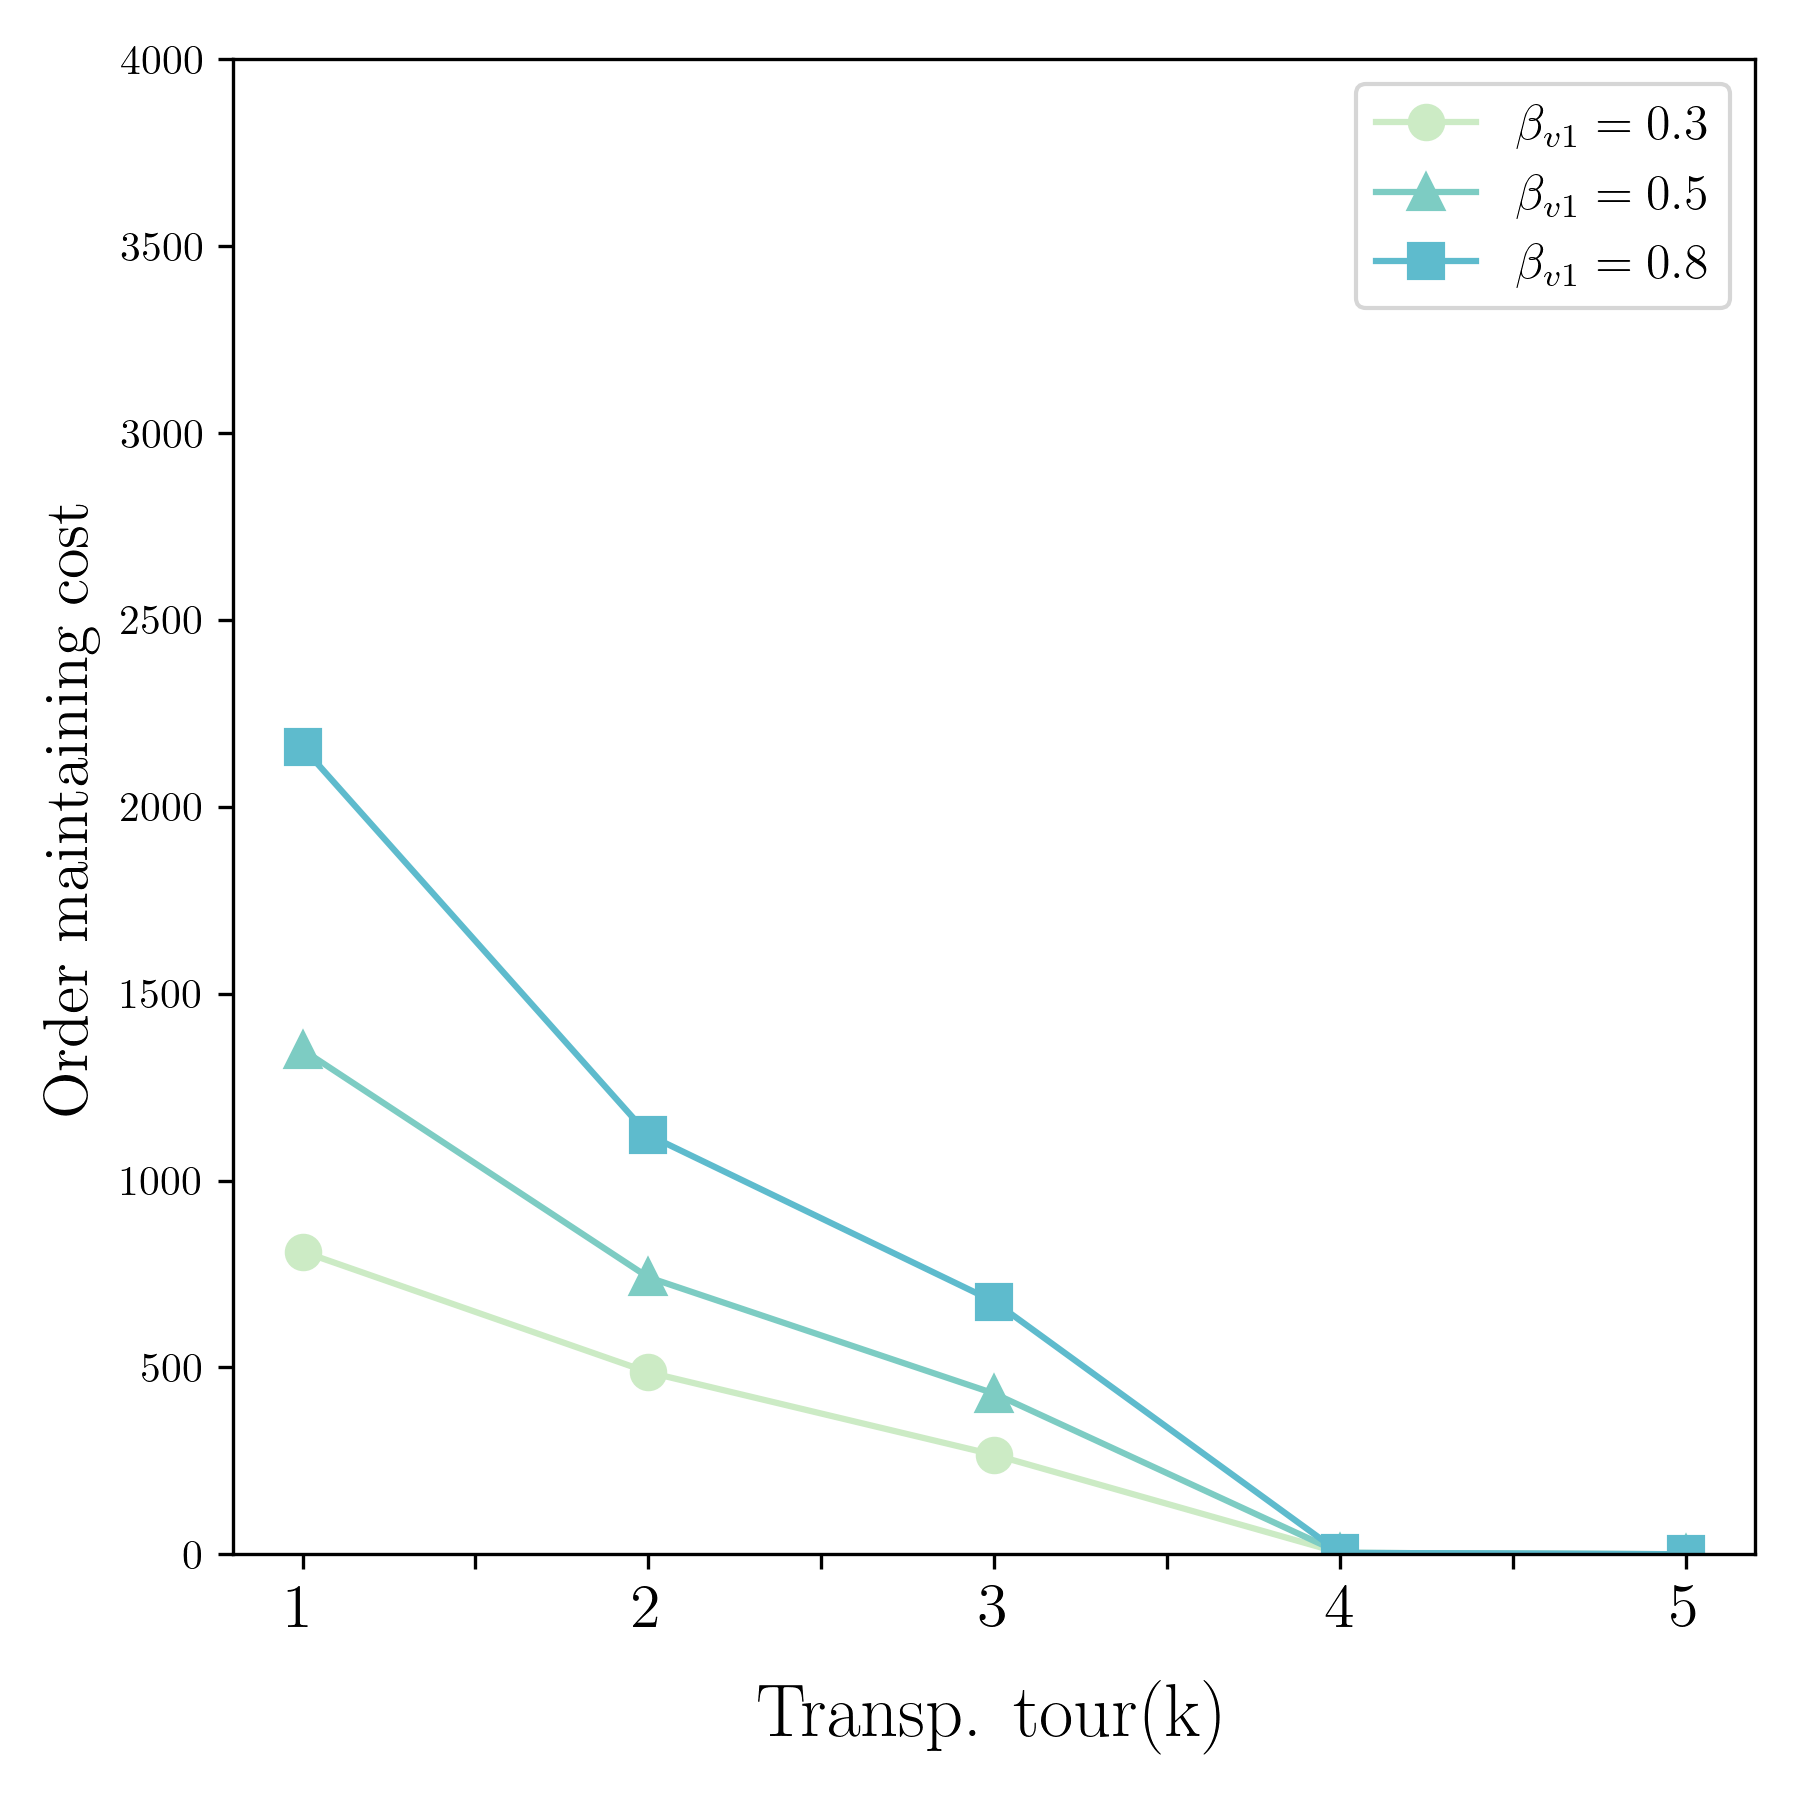 4000
3500
3000
2500
2000
1500
1000
500
0
Order maintaining cost
β_{v1} = 0.3
β_{v1} = 0.5
β_{v1} = 0.8
1 2 3 4 5
Transp. tour(k)